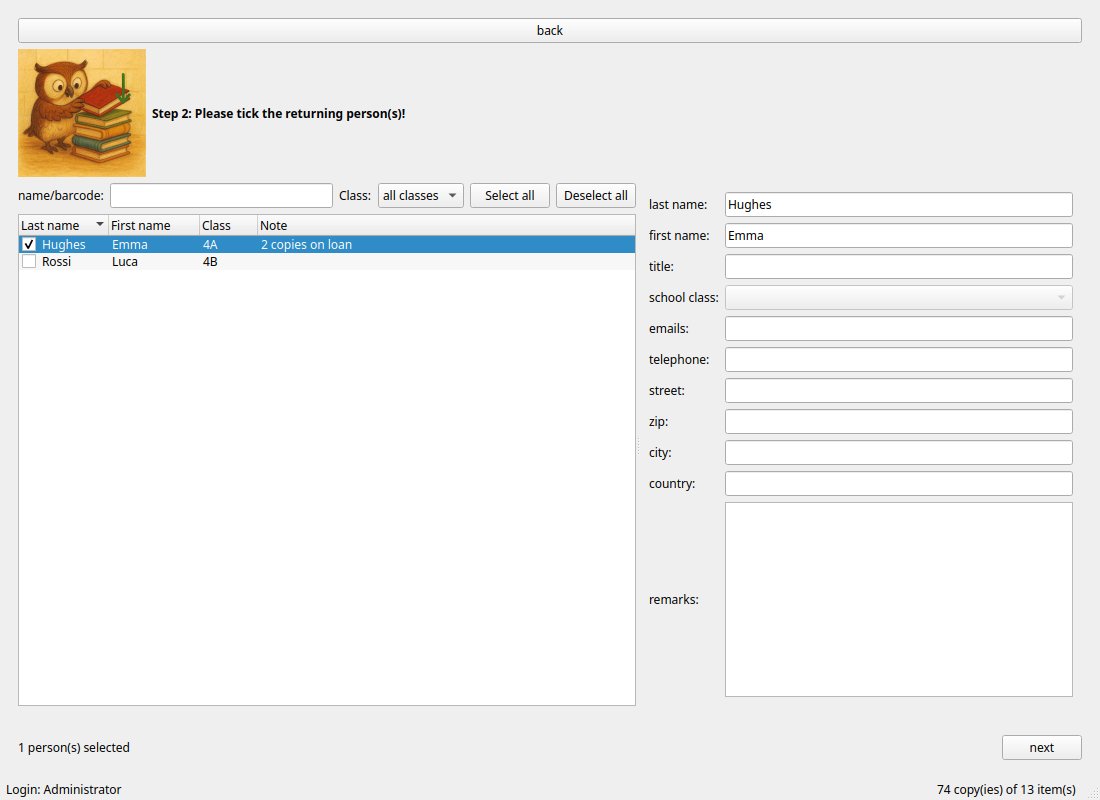 back
Step 2: Please tick the returning person(s)!
name/barcode: Class: all classes Select all Deselect all
Last name First name Class Note
Hughes Emma 4A 2 copies on loan
Rossi Luca 4B
last name: Hughes
first name: Emma
title:
school class:
emails:
telephone:
street:
zip:
city:
country:
remarks:
1 person(s) selected
next
Login: Administrator
74 copy(ies) of 13 item(s)